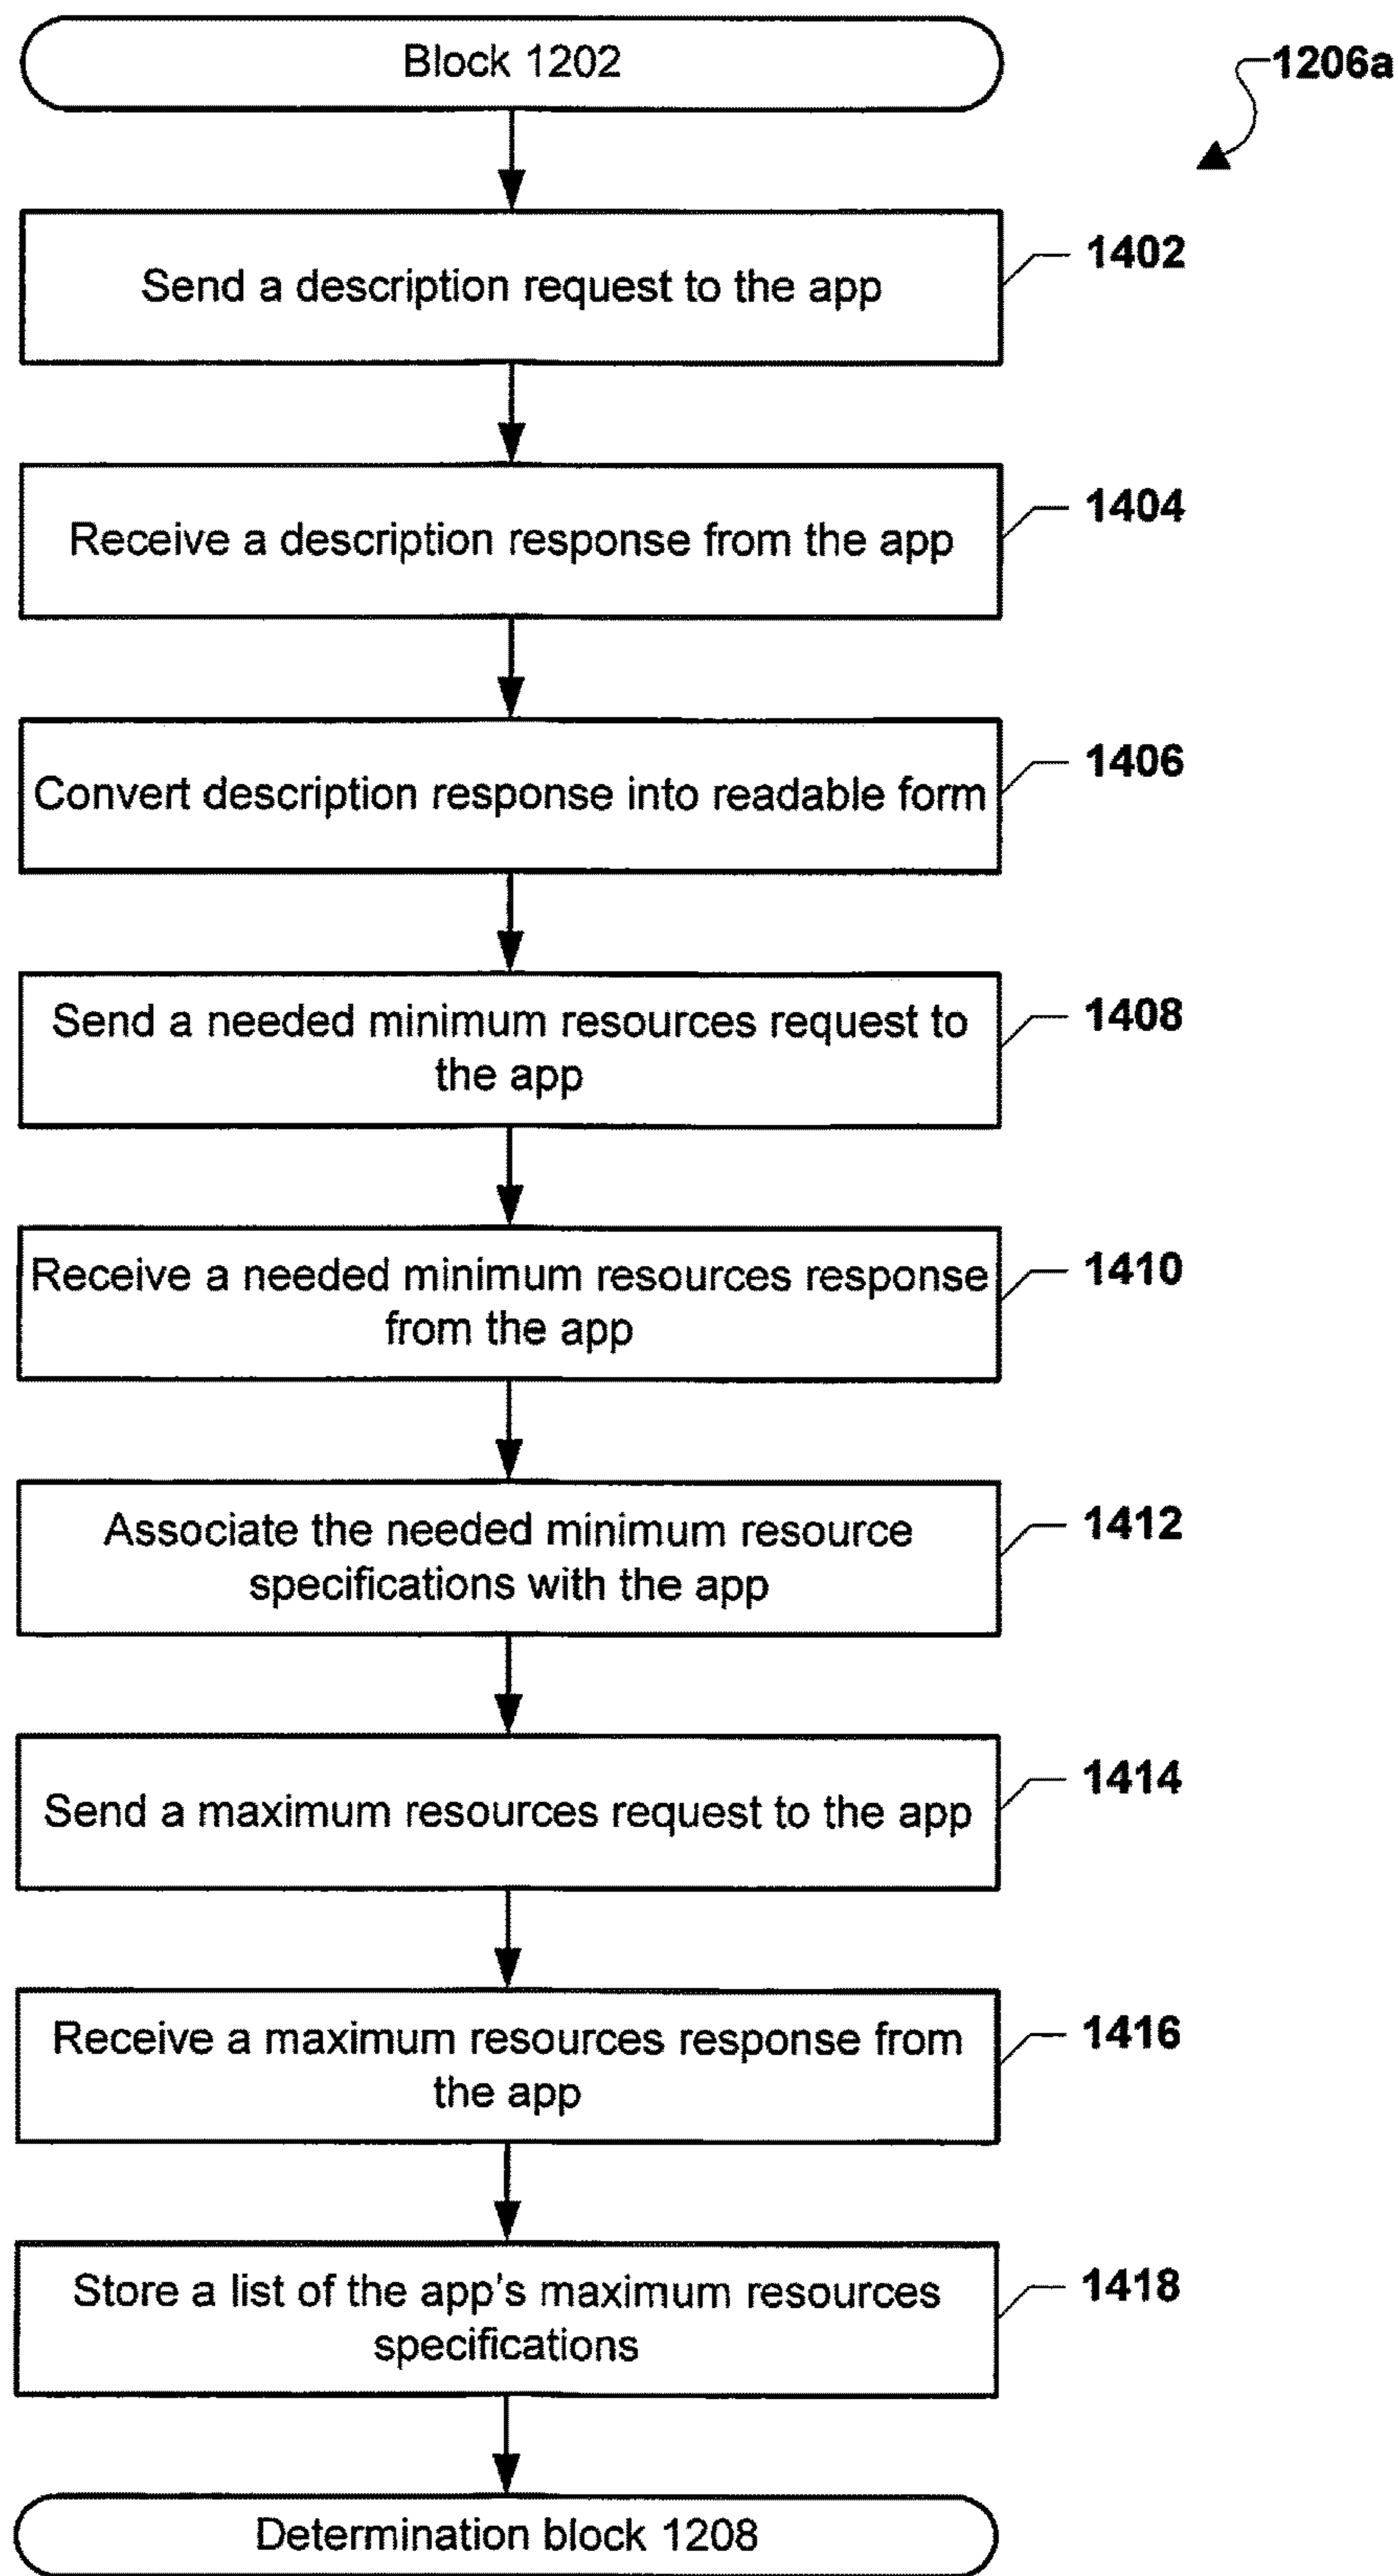 Block 1202
1206a
Send a description request to the app
1402
Receive a description response from the app
1404
Convert description response into readable form
1406
Send a needed minimum resources request to
the app
1408
Receive a needed minimum resources response
from the app
1410
Associate the needed minimum resource
specifications with the app
1412
Send a maximum resources request to the app
1414
Receive a maximum resources response from
the app
1416
Store a list of the app's maximum resources
specifications
1418
Determination block 1208